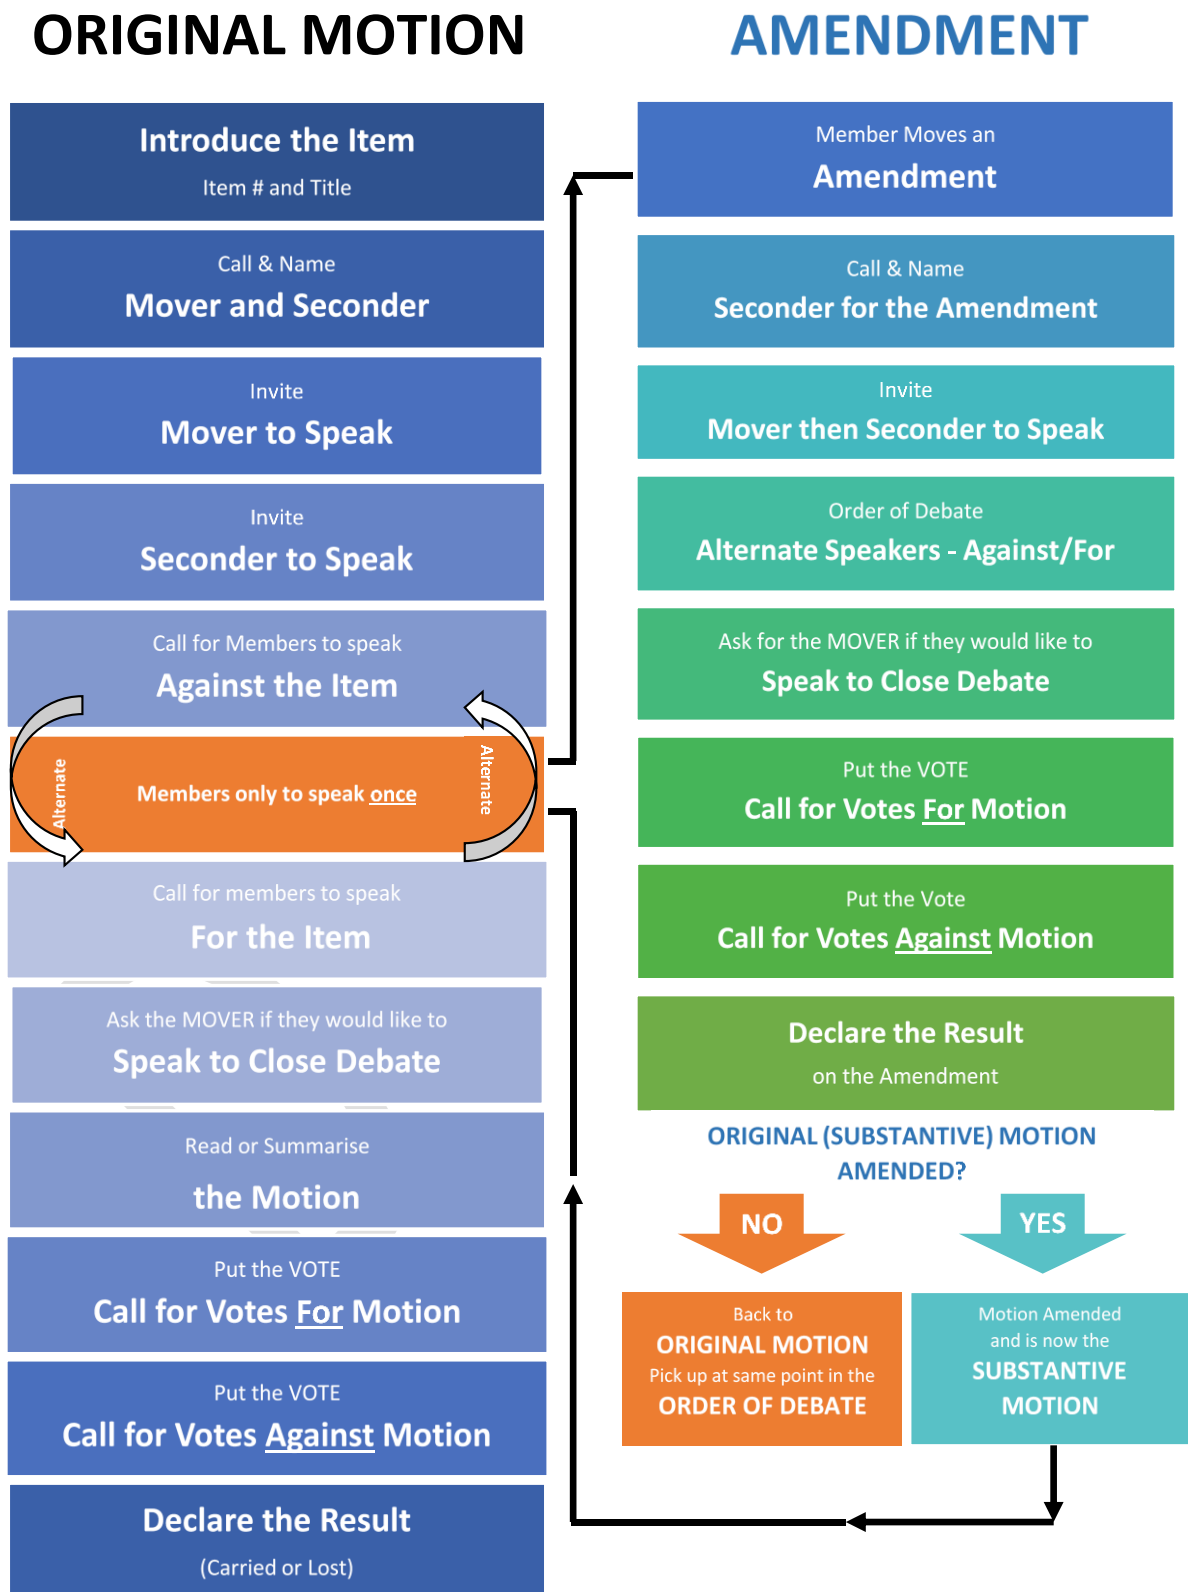 ORIGINAL MOTION
Introduce the Item
Item # and Title
Call & Name
Mover and Seconder
Invite
Mover to Speak
Invite
Seconder to Speak
Call for Members to speak
Against the Item
Alternate
Members only to speak once
Alternate
Call for members to speak
For the Item
Ask the MOVER if they would like to
Speak to Close Debate
Read or Summarise
the Motion
Put the VOTE
Call for Votes For Motion
Put the VOTE
Call for Votes Against Motion
Declare the Result
(Carried or Lost)
AMENDMENT
Member Moves an
Amendment
Call & Name
Seconder for the Amendment
Invite
Mover then Seconder to Speak
Order of Debate
Alternate Speakers - Against/For
Ask for the MOVER if they would like to
Speak to Close Debate
Put the VOTE
Call for Votes For Motion
Put the Vote
Call for Votes Against Motion
Declare the Result
on the Amendment
ORIGINAL (SUBSTANTIVE) MOTION
AMENDED?
NO
Back to
ORIGINAL MOTION
Pick up at same point in the
ORDER OF DEBATE
YES
Motion Amended
and is now the
SUBSTANTIVE
MOTION